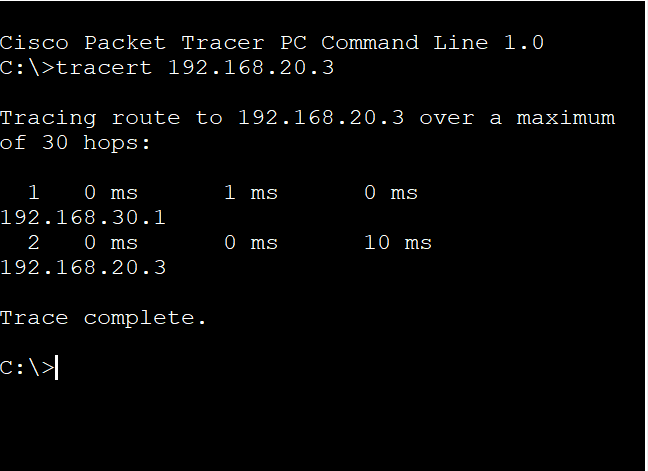 Cisco Packet Tracer PC Command Line 1.0
C:\>tracert 192.168.20.3
Tracing route to 192.168.20.3 over a maximum
of 30 hops:
1 0 ms 1 ms 0 ms
192.168.30.1
2 0 ms 0 ms 10 ms
192.168.20.3
Trace complete.
C:\>